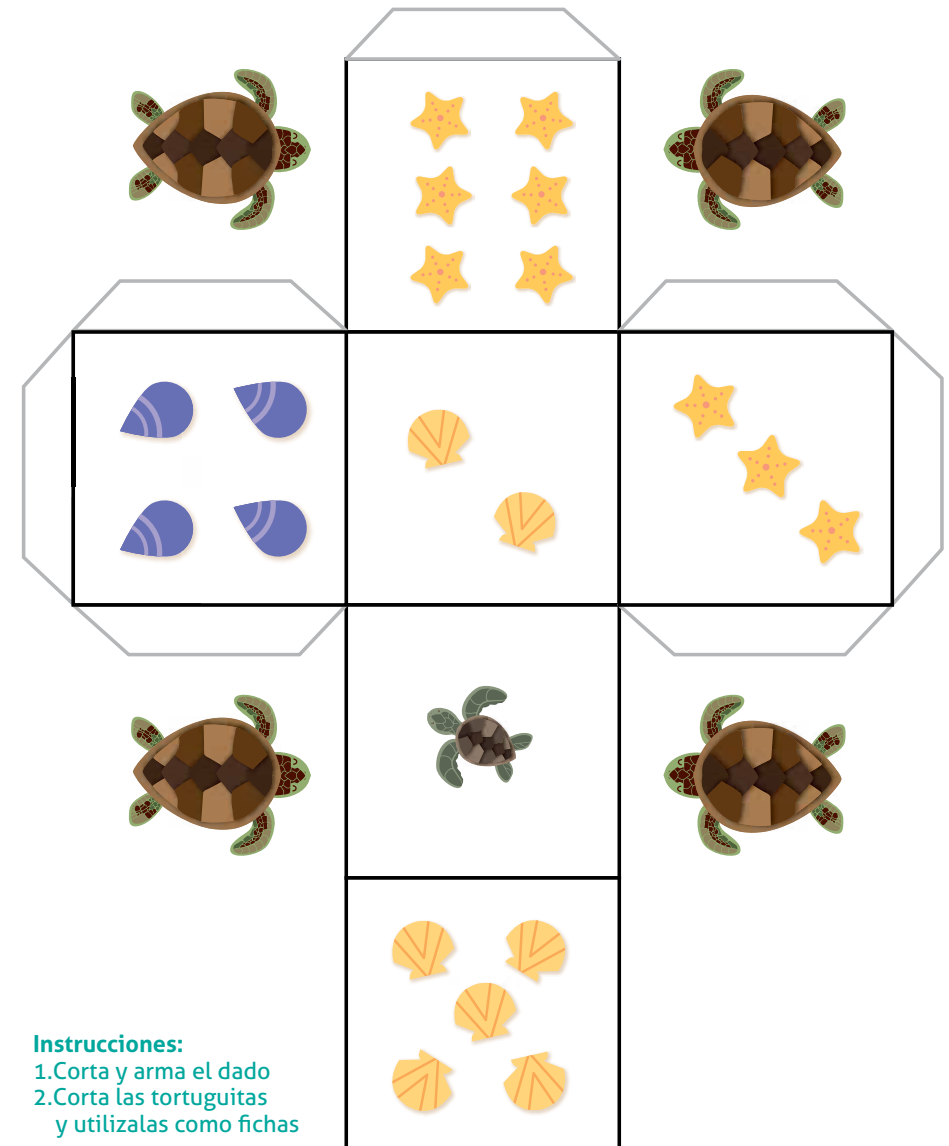 Instrucciones:
1.Corta y arma el dado
2.Corta las tortuguitas
y utilizalas como fichas